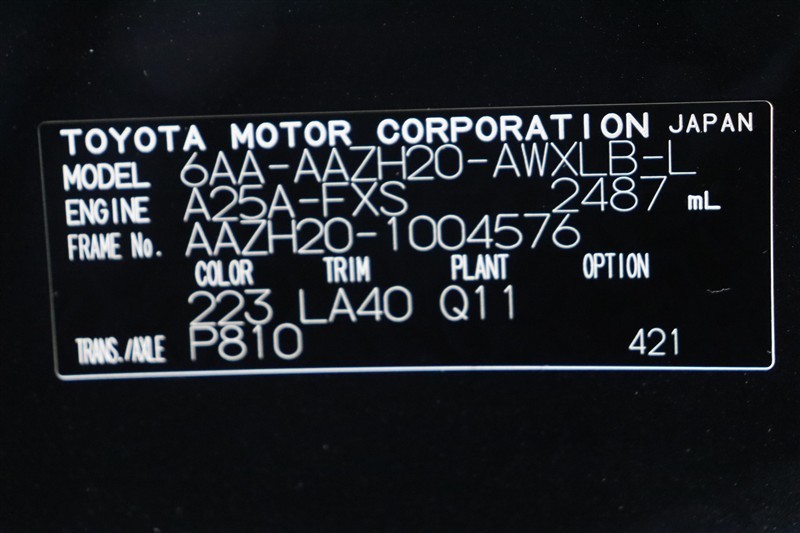 TOYOTA MOTOR CORPORATION JAPAN
MODEL 6AA-AAZH20-AWXLB-L
ENGINE A25A-FXS 2487 mL
FRAME No. AAZH20-1004576
COLOR TRIM PLANT OPTION
223 LA40 Q11
TRANS./AXLE P810 421